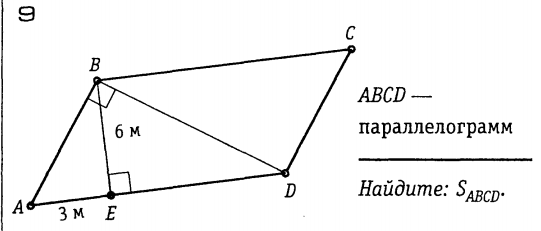 9
C
B
ABCD —
6 м
параллелограмм
D
Найдите: S_ABCD.
A
3 м
E